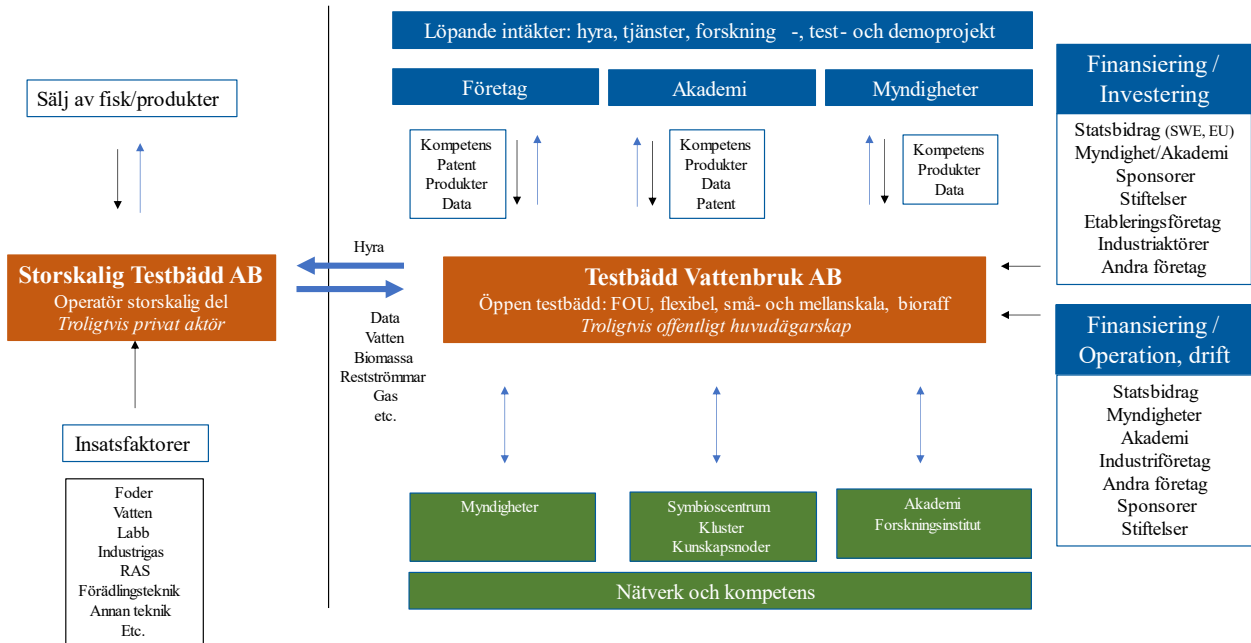 Löpande intäkter: hyra, tjänster, forskning -, test- och demoprojekt
Företag
Akademi
Myndigheter
Kompetens
Patent
Produkter
Data
Kompetens
Produkter
Data
Patent
Kompetens
Produkter
Data
Sälj av fisk/produkter
Storskalig Testbädd AB
Operatör storskalig del
Troligtvis privat aktör
Insatsfaktorer
Foder
Vatten
Labb
Industrigas
RAS
Förädlingsteknik
Annan teknik
Etc.
Hyra
Data
Vatten
Biomassa
Restströmmar
Gas
etc.
Testbädd Vattenbruk AB
Öppen testbädd: FOU, flexibel, små- och mellanskala, bioraff
Troligtvis offentligt huvudägarskap
Myndigheter
Symbioscentrum
Kluster
Kunskapsnoder
Akademi
Forskningsinstitut
Nätverk och kompetens
Finansiering /
Investering
Statsbidrag (SWE, EU)
Myndighet/Akademi
Sponsorer
Stiftelser
Etableringsföretag
Industriaktörer
Andra företag
Finansiering /
Operation, drift
Statsbidrag
Myndigheter
Akademi
Industriföretag
Andra företag
Sponsorer
Stiftelser